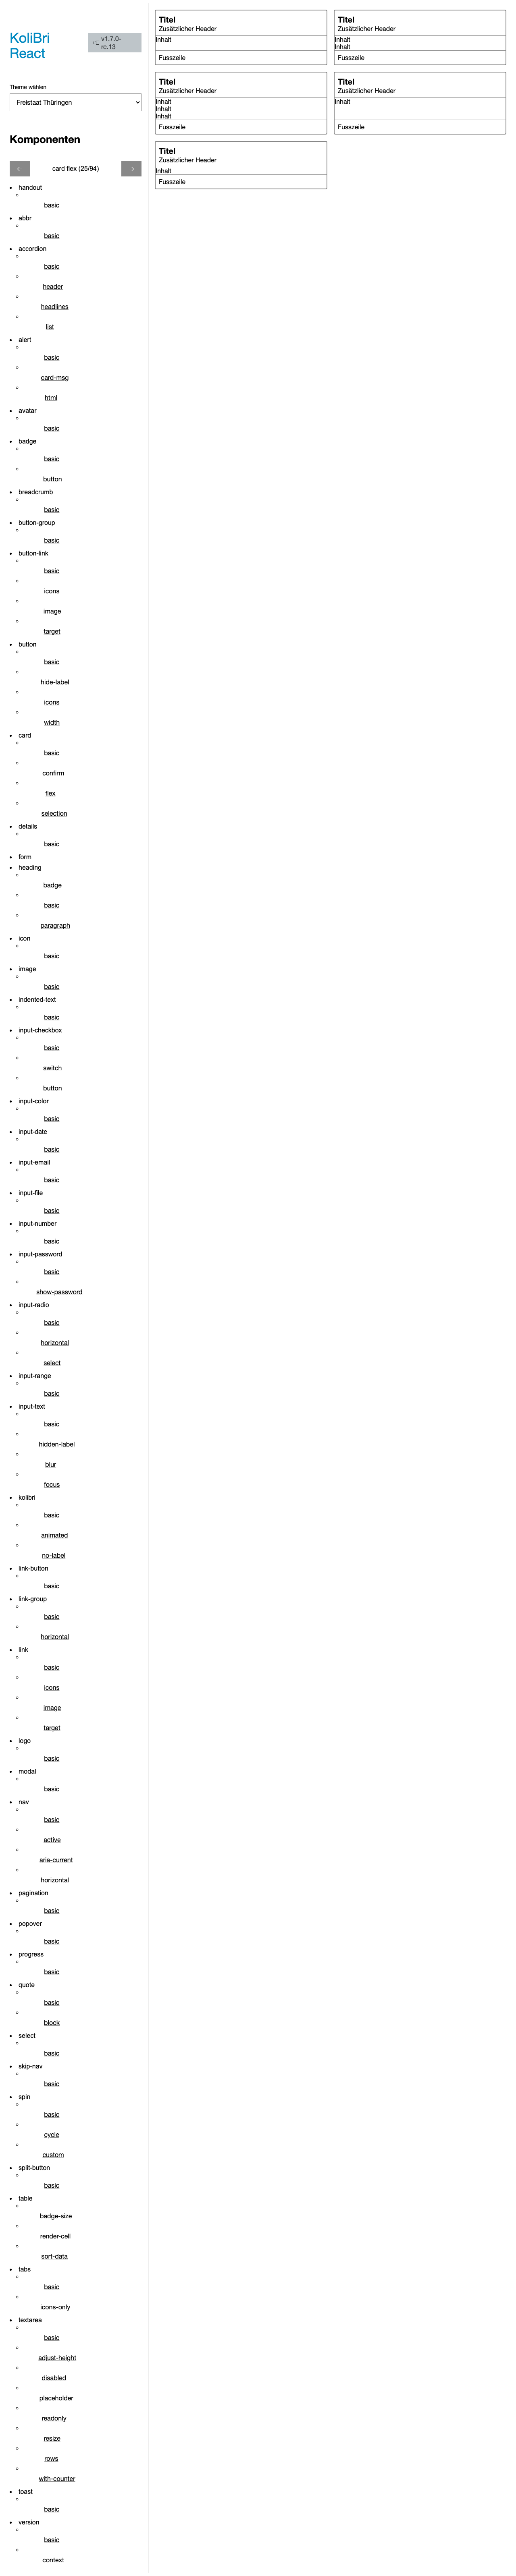 KoliBri
React
v1.7.0-
rc.13
Theme wählen
Freistaat Thüringen
Komponenten
card flex (25/94)
handout
basic
abbr
basic
accordion
basic
header
headlines
list
alert
basic
card-msg
html
avatar
basic
badge
basic
button
breadcrumb
basic
button-group
basic
button-link
basic
icons
image
target
button
basic
hide-label
icons
width
card
basic
confirm
flex
selection
details
basic
form
heading
badge
basic
paragraph
icon
basic
image
basic
indented-text
basic
input-checkbox
basic
switch
button
input-color
basic
input-date
basic
input-email
basic
input-file
basic
input-number
basic
input-password
basic
show-password
input-radio
basic
horizontal
select
input-range
basic
input-text
basic
hidden-label
blur
focus
kolibri
basic
animated
no-label
link-button
basic
link-group
basic
horizontal
link
basic
icons
image
target
logo
basic
modal
basic
nav
basic
active
aria-current
horizontal
pagination
basic
popover
basic
progress
basic
quote
basic
block
select
basic
skip-nav
basic
spin
basic
cycle
custom
split-button
basic
table
badge-size
render-cell
sort-data
tabs
basic
icons-only
textarea
basic
adjust-height
disabled
placeholder
readonly
resize
rows
with-counter
toast
basic
version
basic
context
Titel
Zusätzlicher Header
Inhalt
Fusszeile
Titel
Zusätzlicher Header
Inhalt
Inhalt
Fusszeile
Titel
Zusätzlicher Header
Inhalt
Inhalt
Inhalt
Fusszeile
Titel
Zusätzlicher Header
Inhalt
Fusszeile
Titel
Zusätzlicher Header
Inhalt
Fusszeile